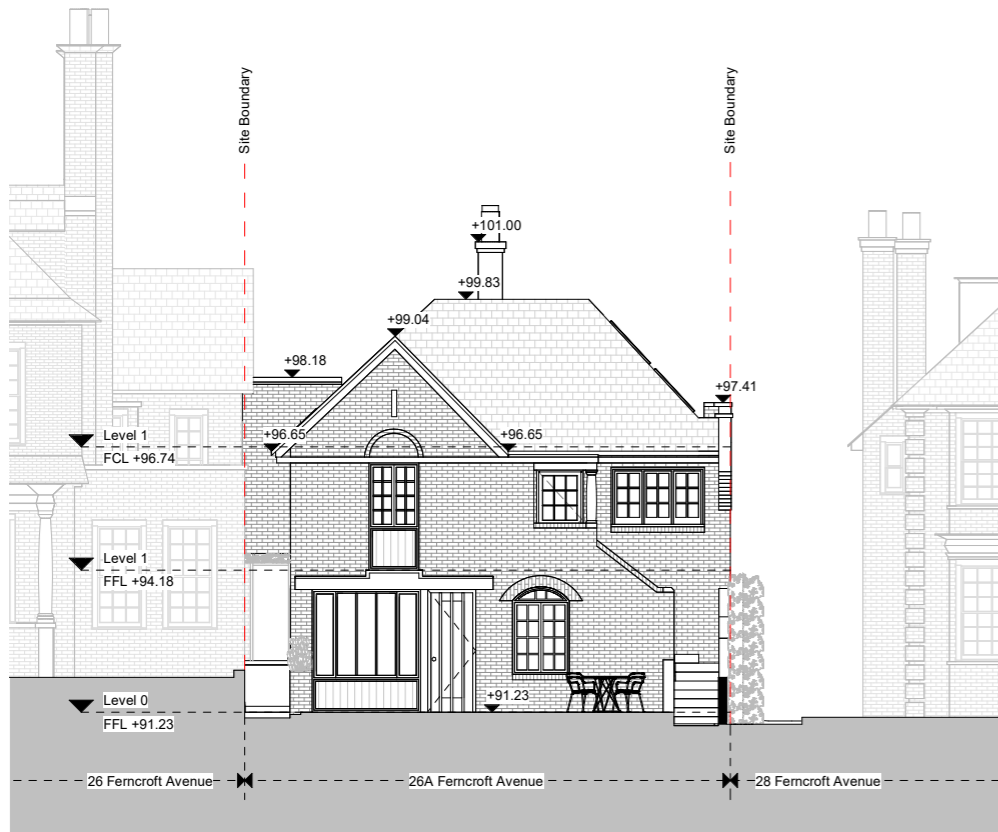 Site Boundary
Site Boundary
+101.00
+99.83
+99.04
+98.18
+97.41
Level 1
FCL +96.74
+96.65
+96.65
Level 1
FFL +94.18
Level 0
FFL +91.23
+91.23
26 Ferncroft Avenue
26A Ferncroft Avenue
28 Ferncroft Avenue